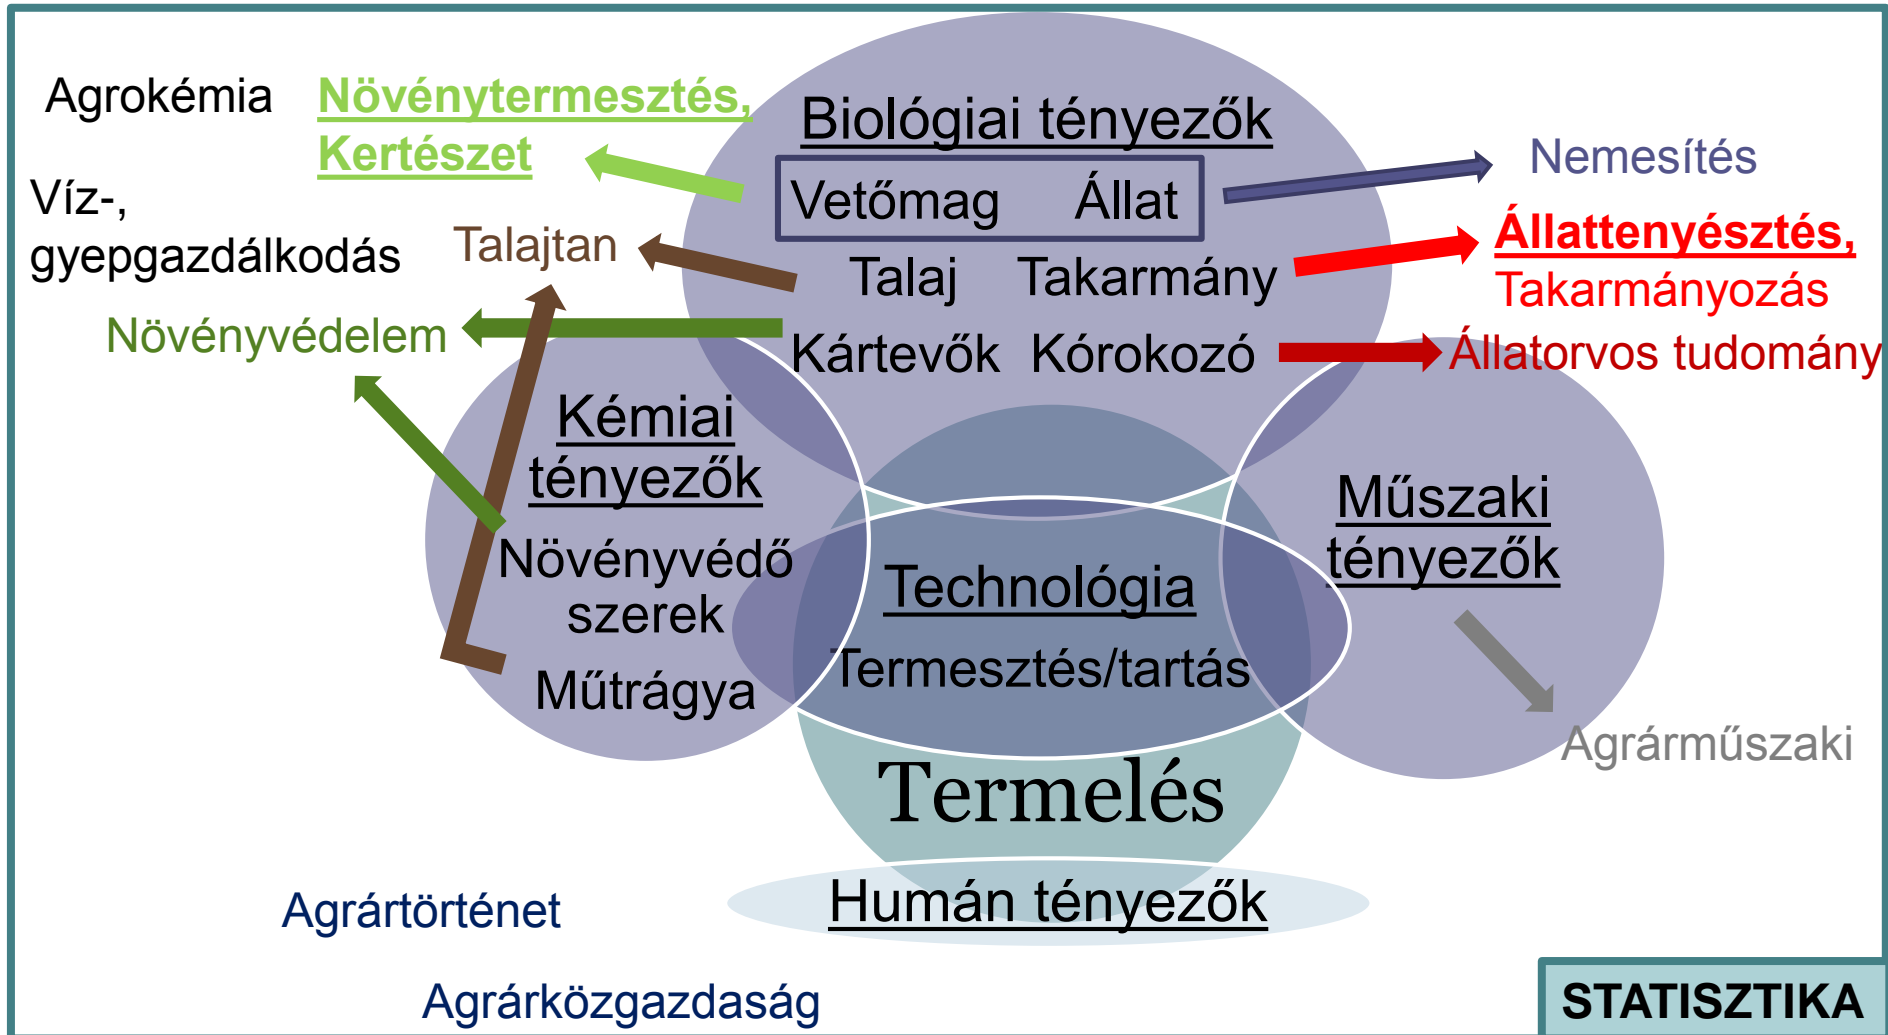 Agrokémia
Növénytermesztés,
Kertészet
Víz-,
gyepgazdálkodás
Talajtan
Növényvédelem
Biológiai tényezők
Vetőmag Állat
Talaj Takarmány
Kártevők Kórokozó
Nemesítés
Állattenyésztés,
Takarmányozás
Állatorvos tudomány
Kémiai
tényezők
Növényvédő
szerek
Műtrágya
Technológia
Termesztés/tartás
Műszaki
tényezők
Agrárműszaki
Termelés
Humán tényezők
Agrártörténet
Agrárközgazdaság
STATISZTIKA